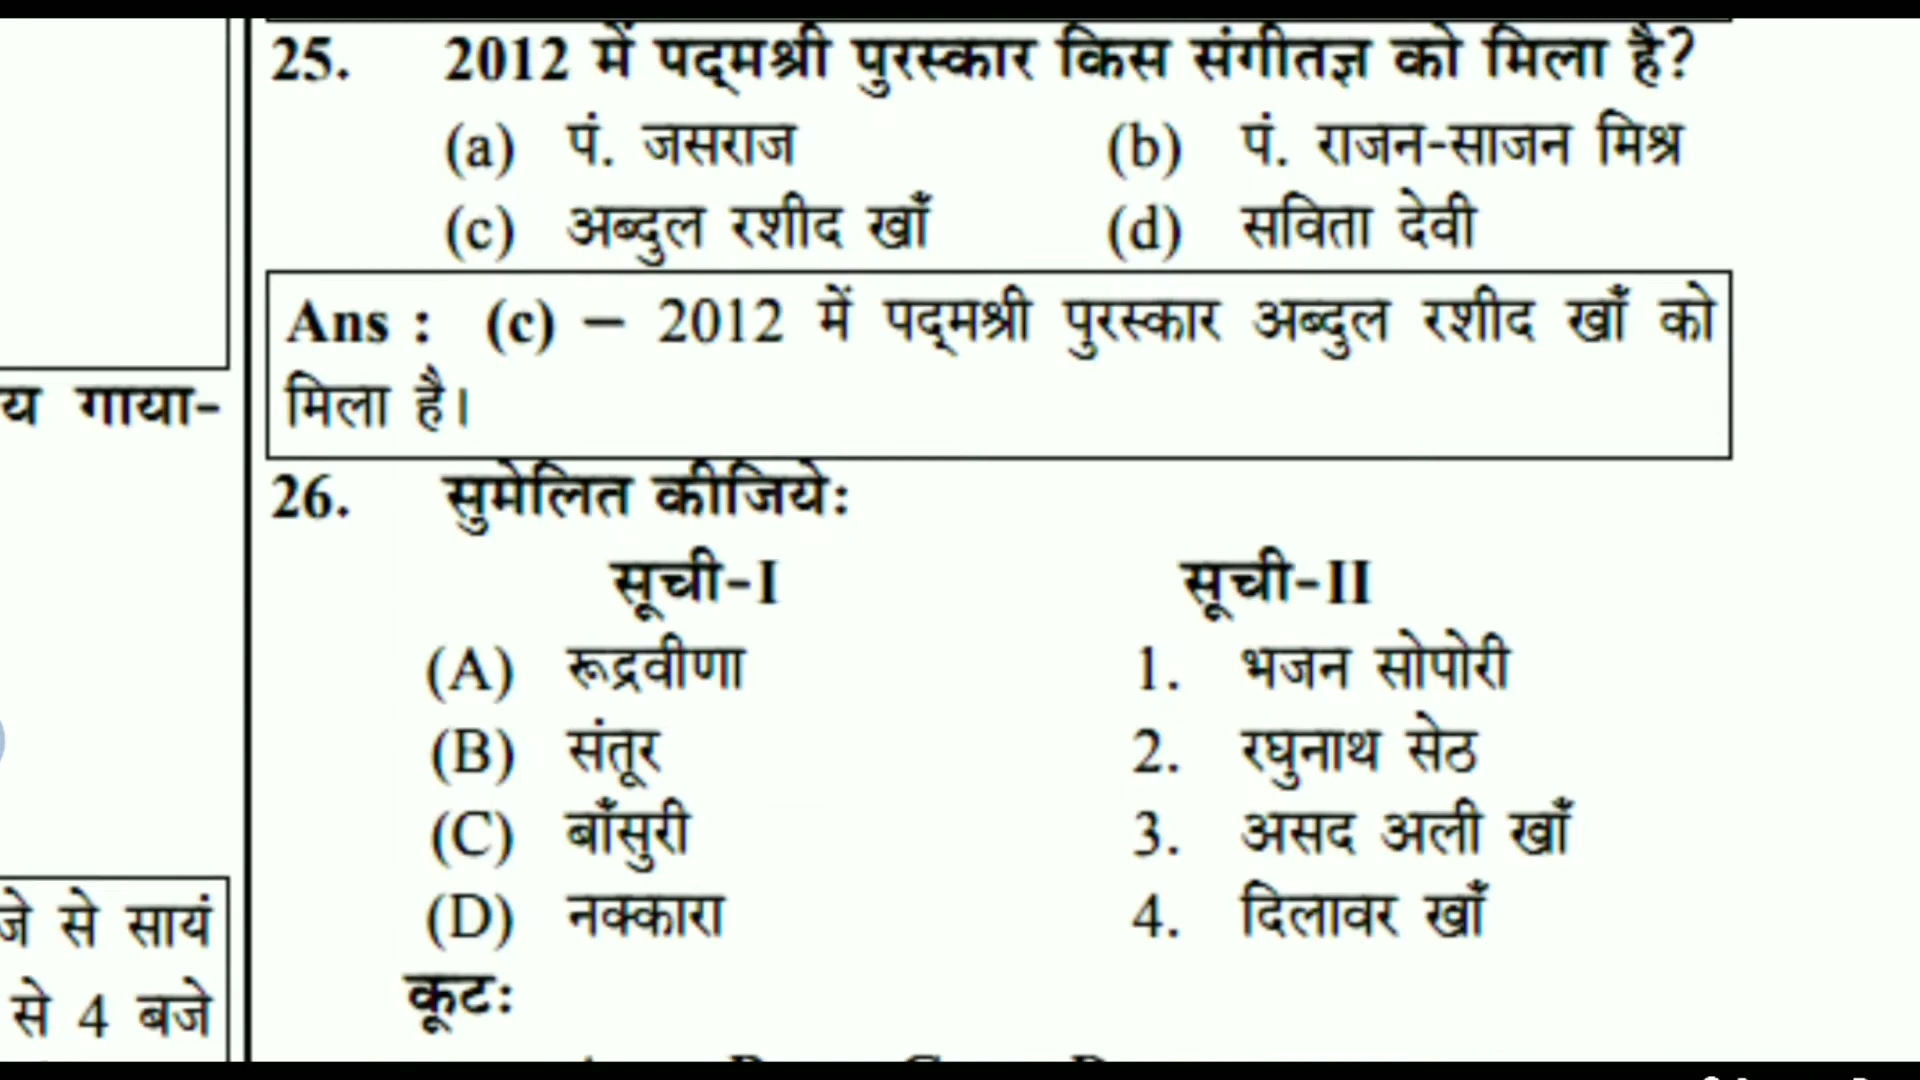 य गाया-
जे से सायं
से 4 बजे
25. 2012 में पद्मश्री पुरस्कार किस संगीतज्ञ को मिला है?
(a) पं. जसराज (b) पं. राजन-साजन मिश्र
(c) अब्दुल रशीद खाँ (d) सविता देवी
Ans : (c) – 2012 में पद्मश्री पुरस्कार अब्दुल रशीद खाँ को
मिला है।
26. सुमेलित कीजिये:
सूची-I सूची-II
(A) रूद्रवीणा 1. भजन सोपोरी
(B) संतूर 2. रघुनाथ सेठ
(C) बाँसुरी 3. असद अली खाँ
(D) नक्कारा 4. दिलावर खाँ
कूट: